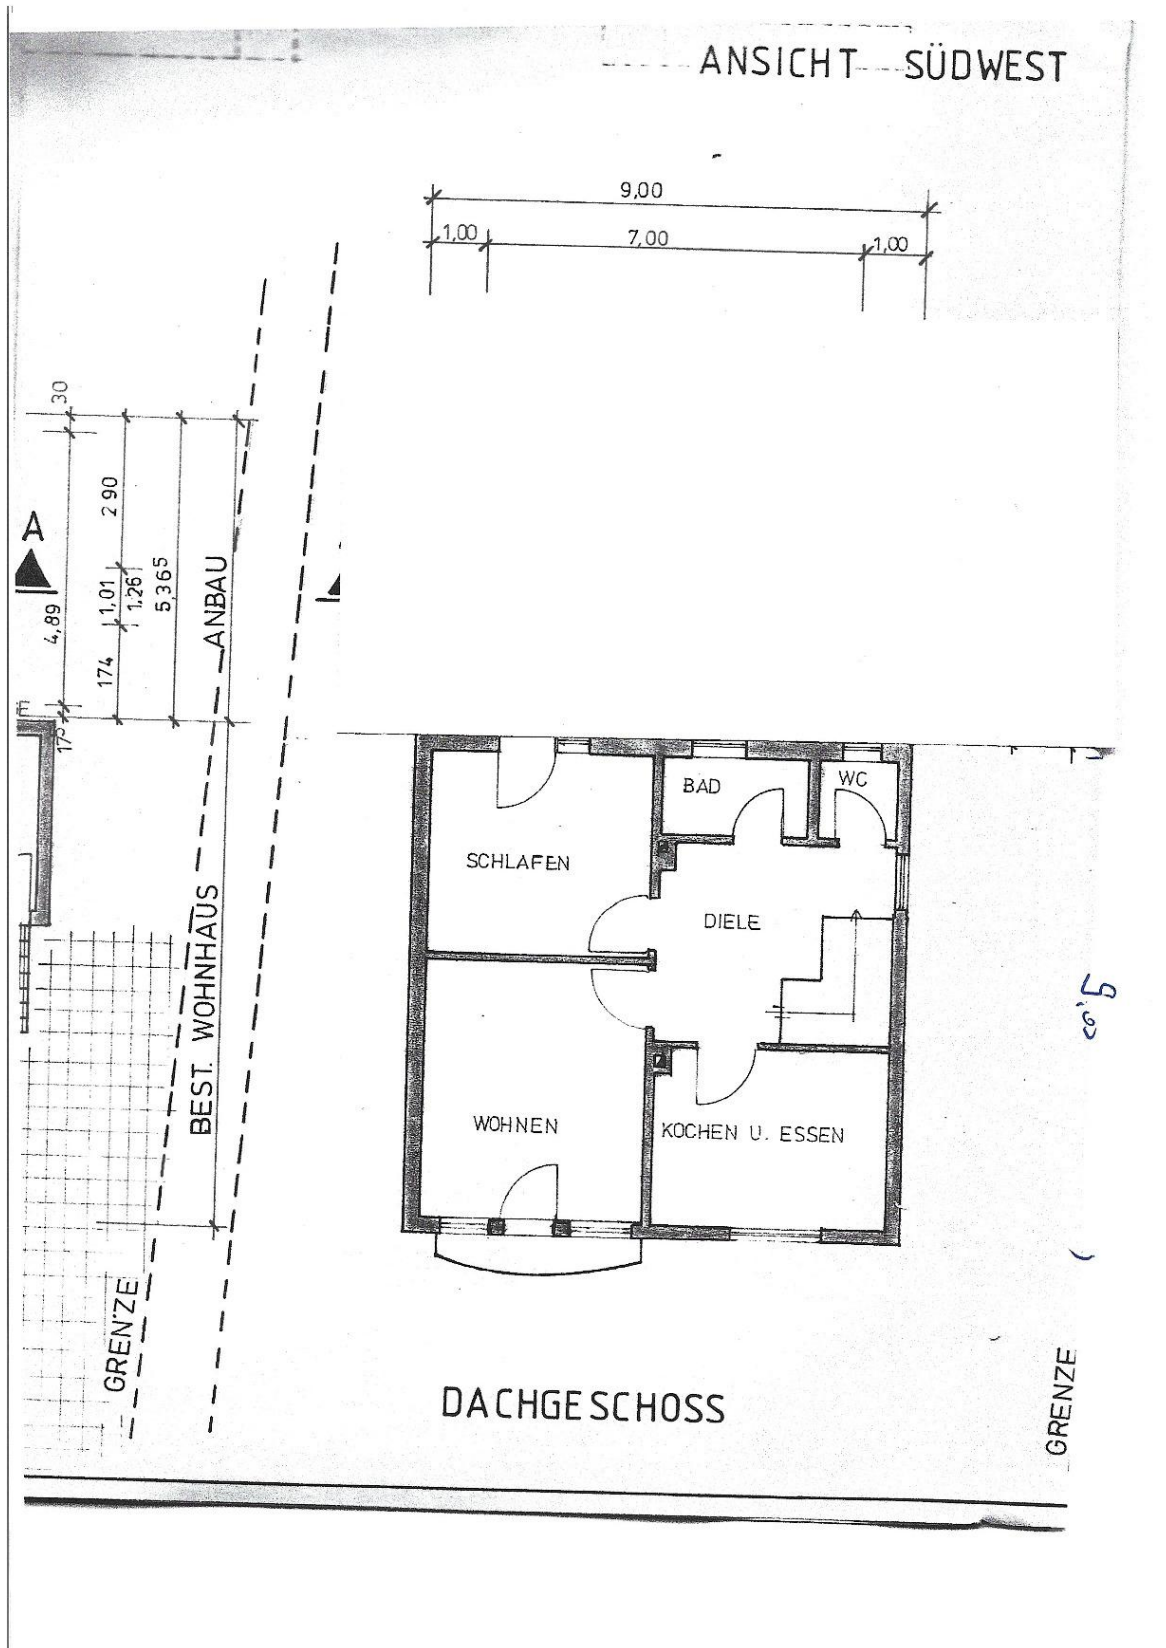 ANSICHT SÜDWEST
9,00
1,00
7,00
1,00
30
4,89
17⁵
2 90
1,01
1,26
174
5,365
A
ANBAU
BEST. WOHNHAUS
GRENZE
SCHLAFEN
BAD
WC
DIELE
WOHNEN
KOCHEN U. ESSEN
DACHGESCHOSS
GRENZE